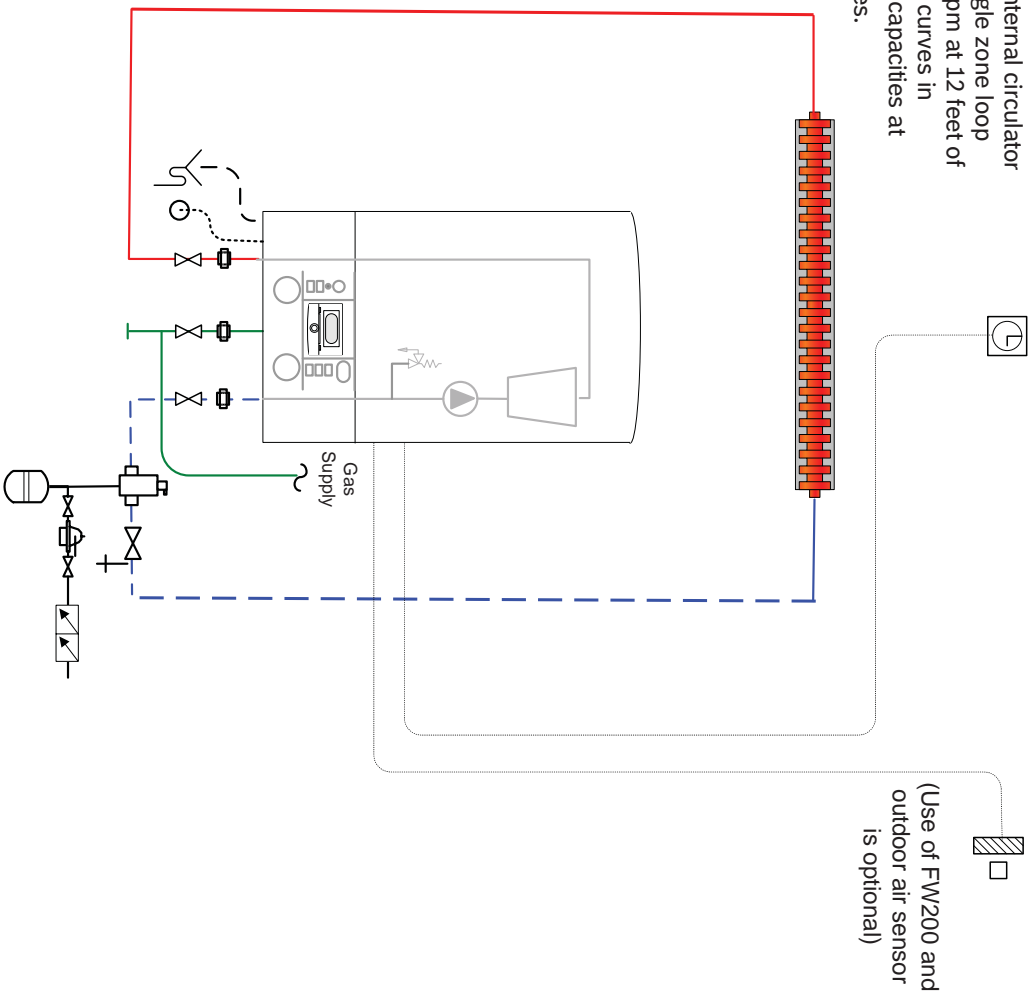 nternal circulator
gle zone loop
pm at 12 feet of
curves in
capacities at
es.
Gas
Supply
(Use of FW200 and
outdoor air sensor
is optional)